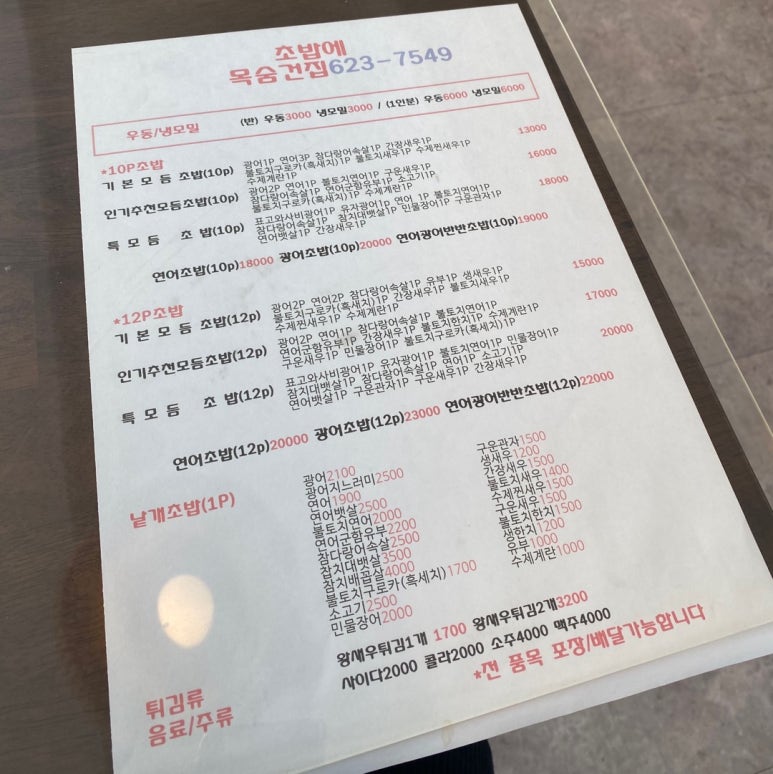 초밥에
목숨건집623-7549
우동/냉모밀 (반) 우동3000 냉모밀3000 / (1인분) 우동6000 냉모밀6000
*10P초밥
기본모듬 초밥(10p) 광어1P 연어3P 참다랑어속살1P 간장새우1P 13000
불토치구로카(흑새치)1P 불토치새우1P 수제찐새우1P
수제계란1P
인기추천모듬초밥(10p) 광어2P 연어1P 불토치연어1P 구운새우1P 16000
참다랑어속살1P 연어군함유부1P 소고기1P
불토치구로카(흑새치)1P 수제계란1P
특모듬 초밥(10p) 표고와사비광어1P 유자광어1P 연어 1P 불토치연어1P 18000
참다랑어속살1P 참치대뱃살1P 민물장어1P 구운관자1P
연어뱃살1P 간장새우1P
연어초밥(10p)18000 광어초밥(10p)20000 연어광어반반초밥(10p)19000
*12P초밥
기본모듬 초밥(12p) 광어2P 연어2P 참다랑어속살1P 유부1P 생새우1P 15000
불토치구로카(흑새치)1P 간장새우1P 불토치새우1P
수제찐새우1P 수제계란1P
인기추천모듬초밥(12p) 광어2P 연어1P 참다랑어속살1P 불토치연어1P 17000
연어군함유부1P 간장새우1P 불토치한치1P 수제계란1P
구운새우1P 민물장어1P 불토치구로카(흑세치)1P
특모듬 초밥(12p) 표고와사비광어1P 유자광어1P 불토치연어1P 민물장어1P 20000
참치대뱃살1P 참다랑어속살1P 연어1P 소고기1P
연어뱃살1P 구운관자1P 구운새우1P 간장새우1P
연어초밥(12p)20000 광어초밥(12p)23000 연어광어반반초밥(12p)22000
낱개초밥(1P)
광어2100
광어지느러미2500
연어1900
연어뱃살2500
불토치연어2000
연어군함유부2200
참다랑어속살2500
참치대뱃살3500
참치배꼽살4000
불토치구로카(흑세치)1700
소고기2500
민물장어2000
구운관자1500
생새우1200
간장새우1500
불토치새우1400
수제찐새우1500
구운새우1500
불토치한치1500
생한치1200
유부1000
수제계란1000
튀김류 왕새우튀김1개 1700 왕새우튀김2개3200
음료/주류 사이다2000 콜라2000 소주4000 맥주4000
*전 품목 포장/배달가능합니다